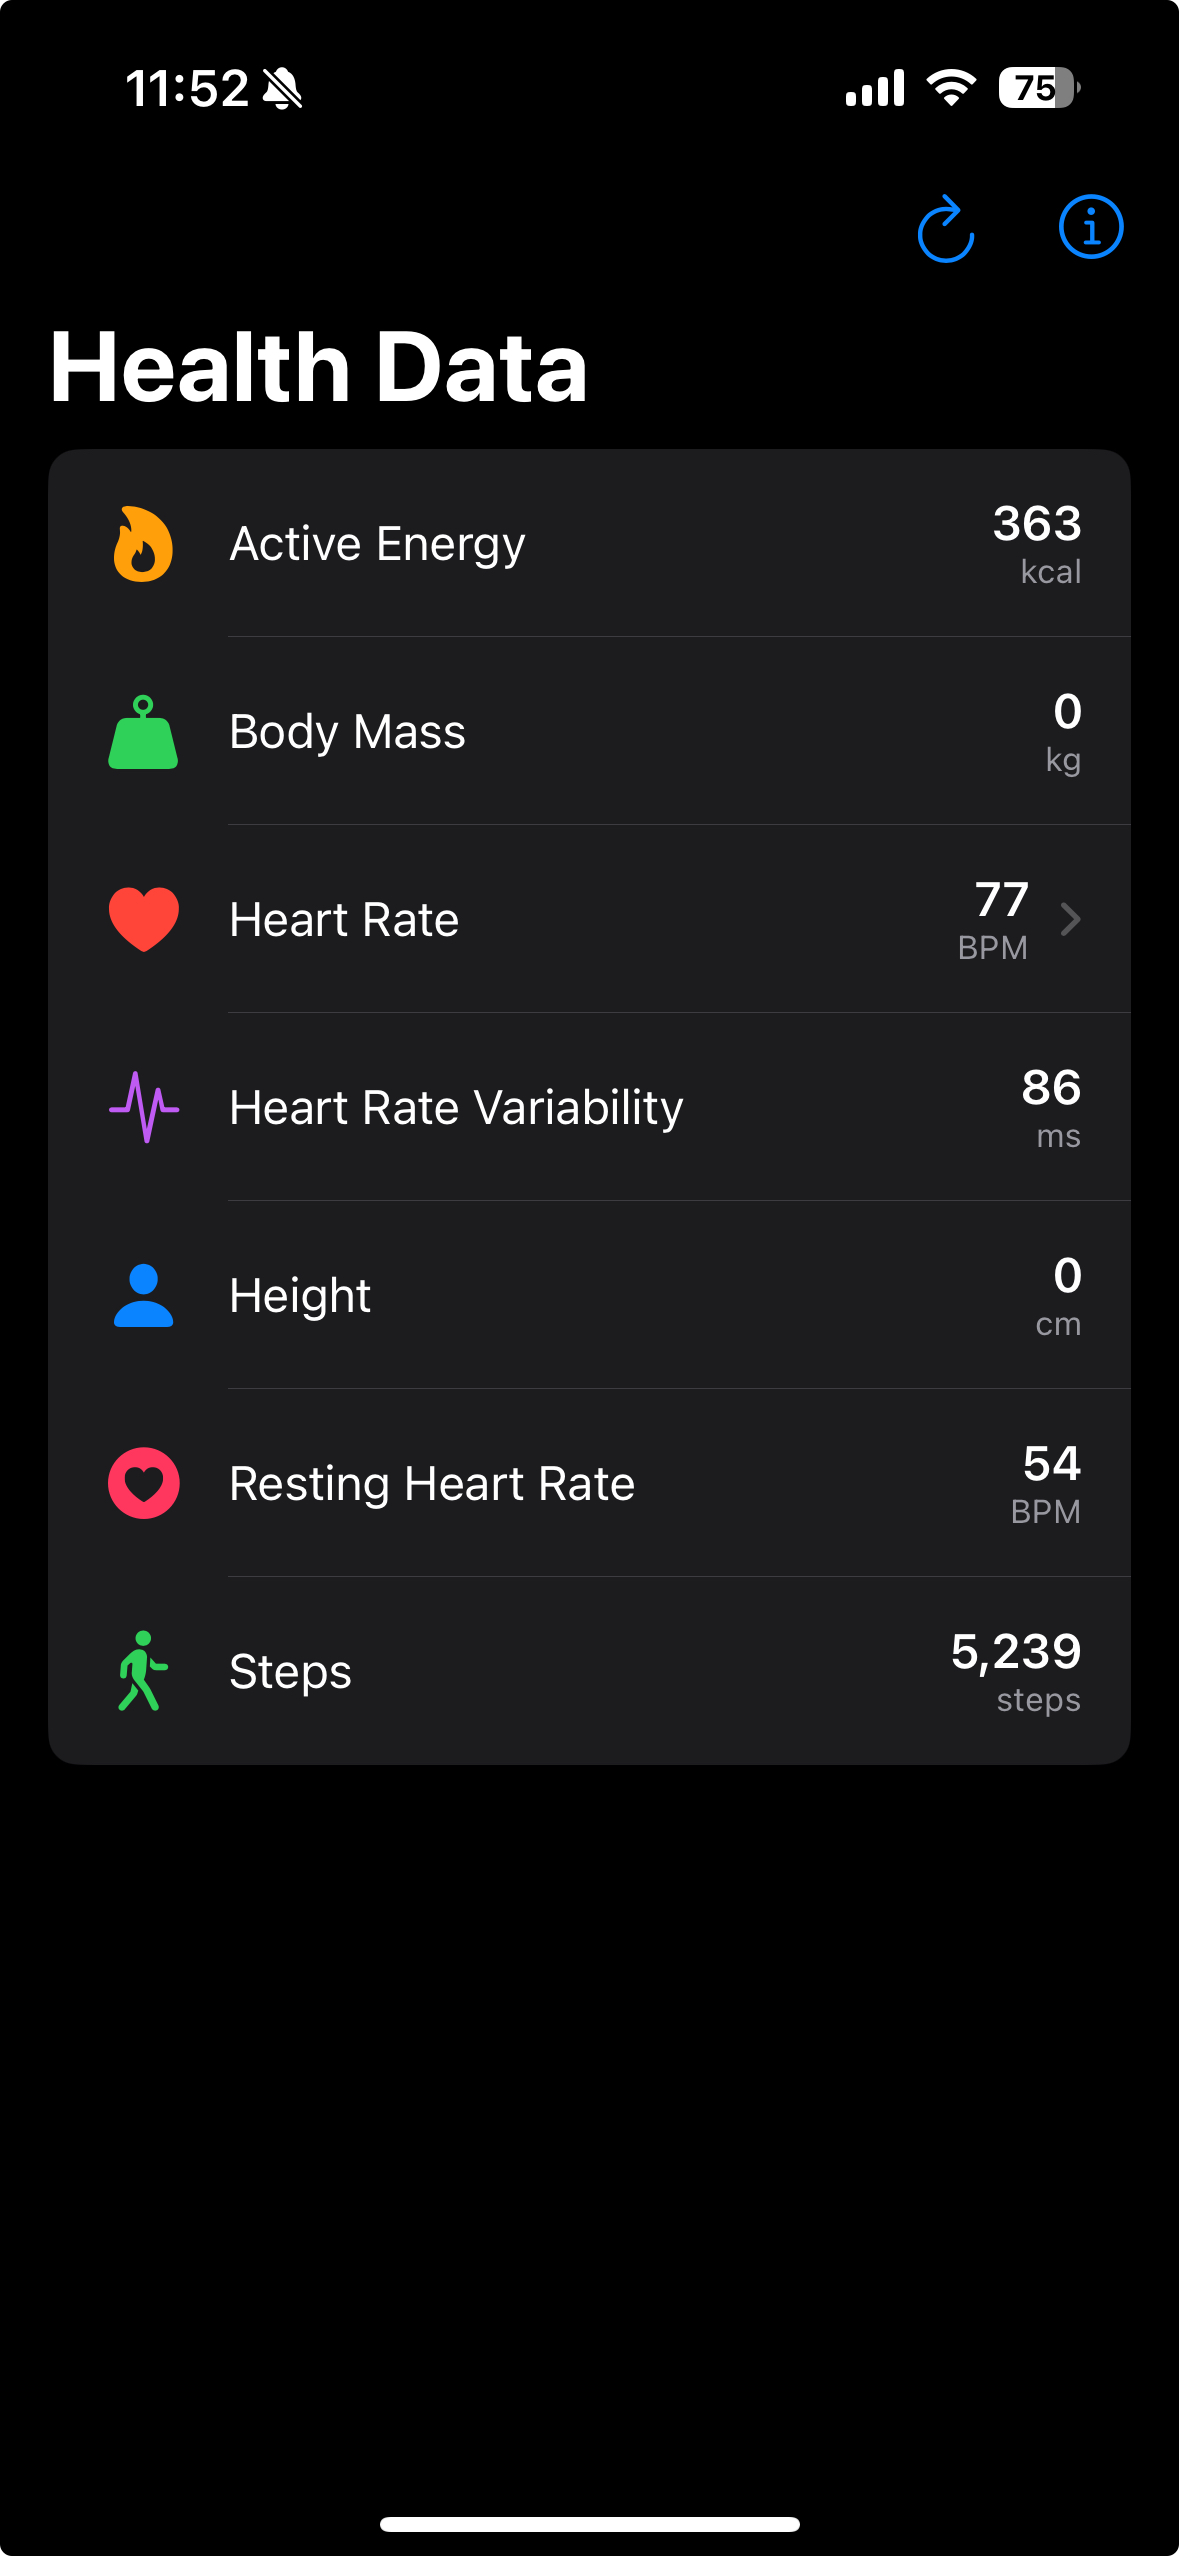 11:52
75
Health Data
Active Energy
363
kcal
Body Mass
0
kg
Heart Rate
77
BPM
Heart Rate Variability
86
ms
Height
0
cm
Resting Heart Rate
54
BPM
Steps
5,239
steps